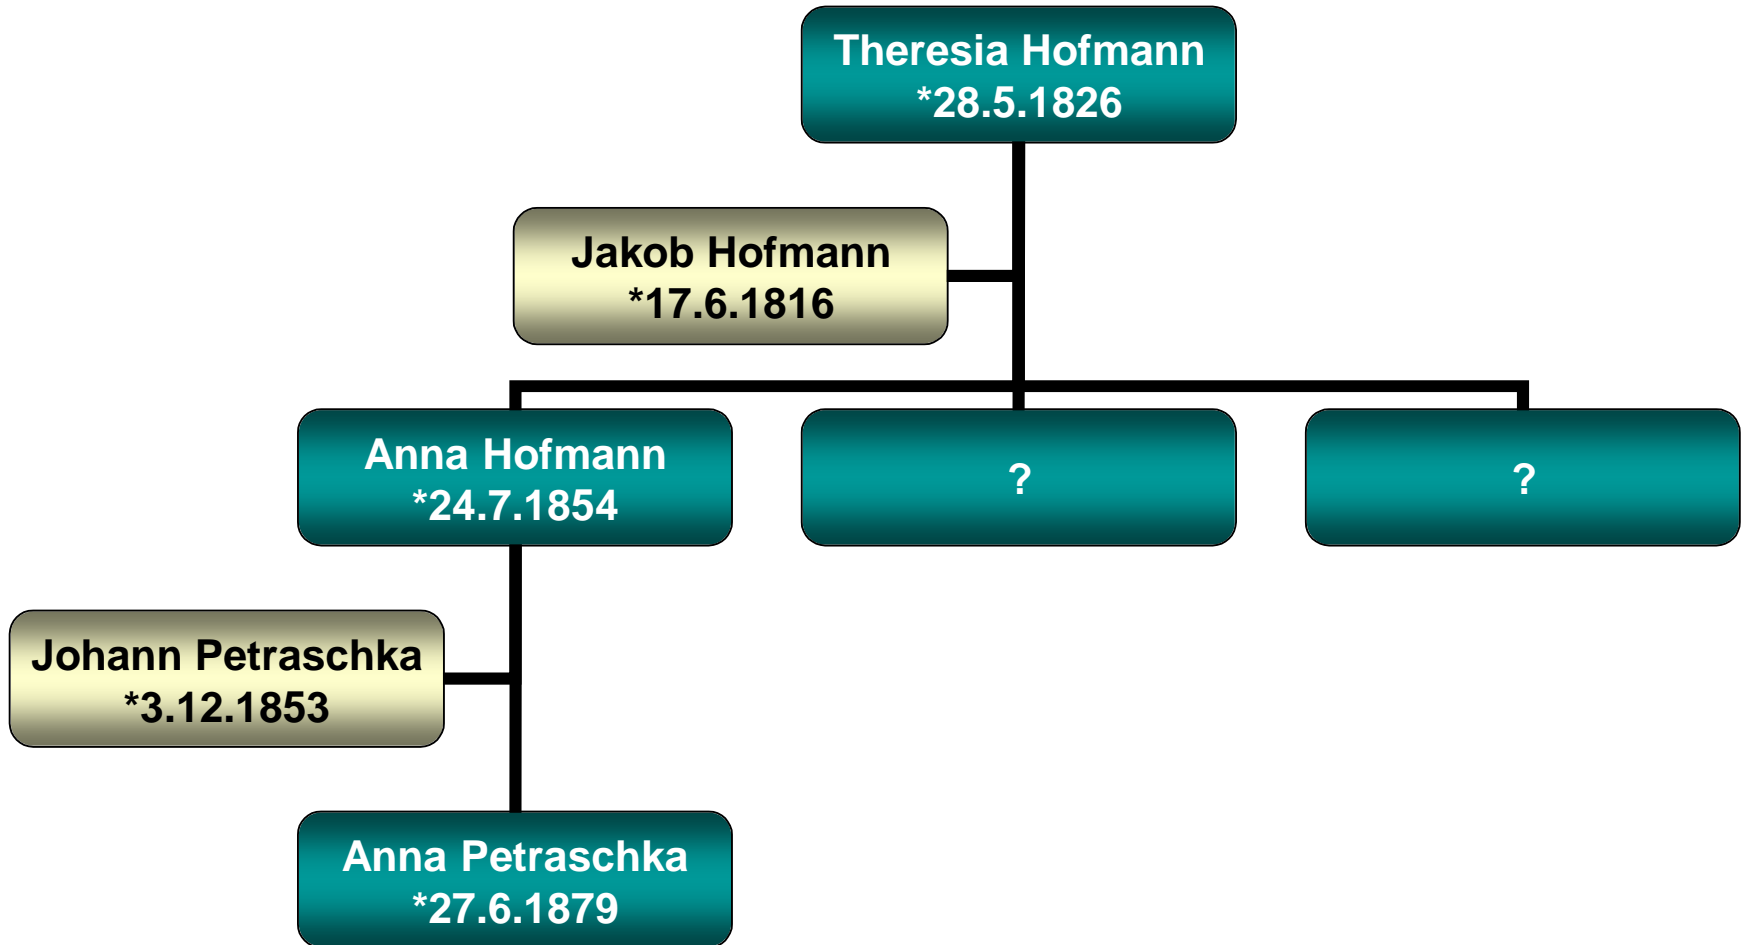 Theresia Hofmann
*28.5.1826
Jakob Hofmann
*17.6.1816
Anna Hofmann
*24.7.1854
?
?
Johann Petraschka
*3.12.1853
Anna Petraschka
*27.6.1879